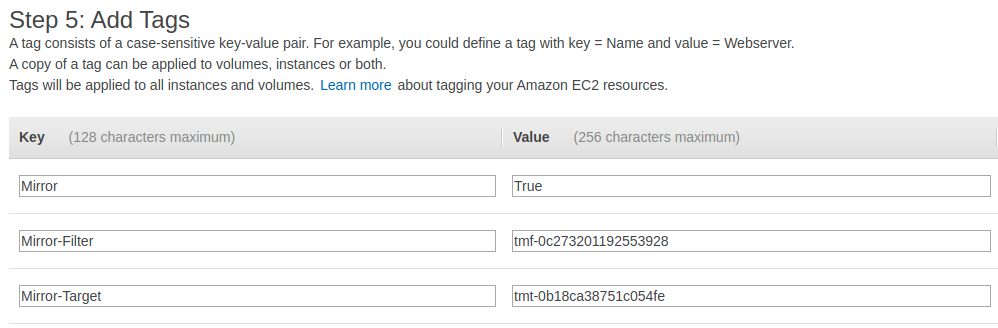 Step 5: Add Tags
A tag consists of a case-sensitive key-value pair. For example, you could define a tag with key = Name and value = Webserver.
A copy of a tag can be applied to volumes, instances or both.
Tags will be applied to all instances and volumes. Learn more about tagging your Amazon EC2 resources.
Key (128 characters maximum) Value (256 characters maximum)
Mirror True
Mirror-Filter tmf-0c273201192553928
Mirror-Target tmt-0b18ca38751c054fe